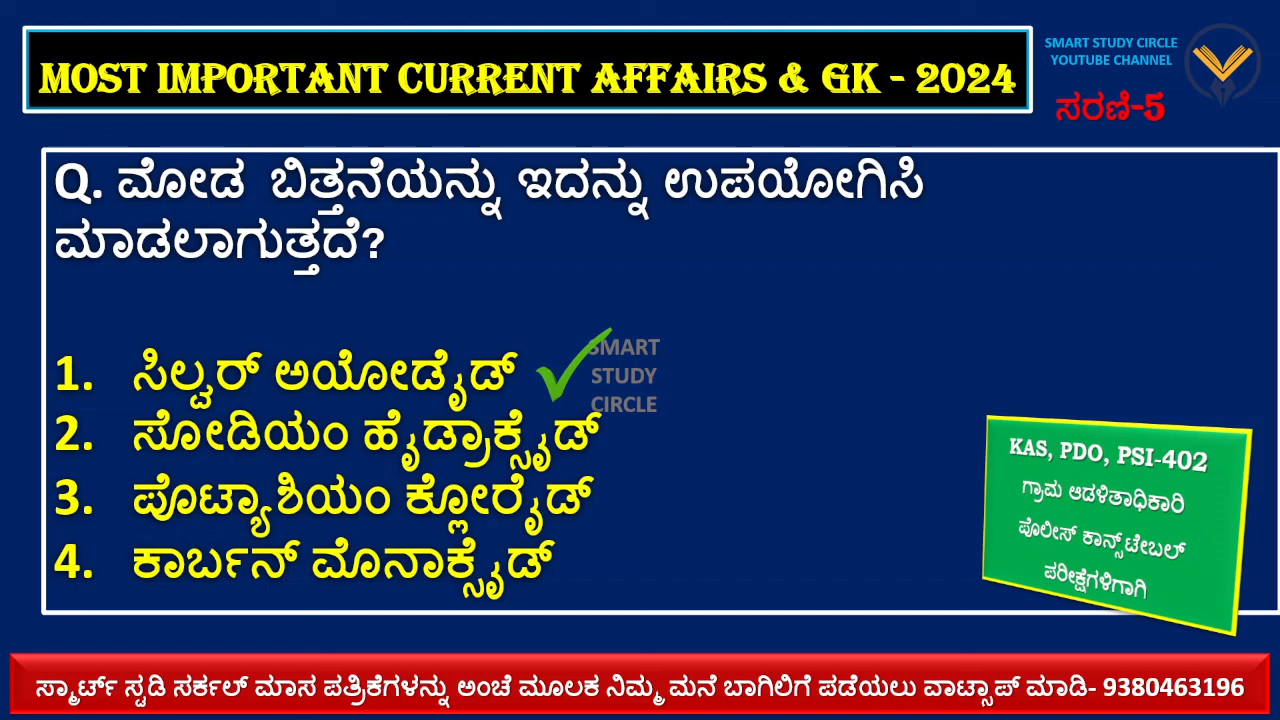 MOST IMPORTANT CURRENT AFFAIRS & GK - 2024
SMART STUDY CIRCLE
YOUTUBE CHANNEL
ಸರಣಿ-5
Q. ಮೋಡ ಬಿತ್ತನೆಯನ್ನು ಇದನ್ನು ಉಪಯೋಗಿಸಿ
ಮಾಡಲಾಗುತ್ತದೆ?
1. ಸಿಲ್ವರ್ ಅಯೋಡೈಡ್
2. ಸೋಡಿಯಂ ಹೈಡ್ರಾಕ್ಸೈಡ್
3. ಪೊಟ್ಯಾಶಿಯಂ ಕ್ಲೋರೈಡ್
4. ಕಾರ್ಬನ್ ಮೊನಾಕ್ಸೈಡ್
SMART
STUDY
CIRCLE
KAS, PDO, PSI-402
ಗ್ರಾಮ ಆಡಳಿತಾಧಿಕಾರಿ
ಪೊಲೀಸ್ ಕಾನ್ಸ್‌ಟೇಬಲ್
ಪರೀಕ್ಷೆಗಳಿಗಾಗಿ
ಸ್ಮಾರ್ಟ್ ಸ್ಟಡಿ ಸರ್ಕಲ್ ಮಾಸ ಪತ್ರಿಕೆಗಳನ್ನು ಅಂಚೆ ಮೂಲಕ ನಿಮ್ಮ ಮನೆ ಬಾಗಿಲಿಗೆ ಪಡೆಯಲು ವಾಟ್ಸಾಪ್ ಮಾಡಿ- 9380463196